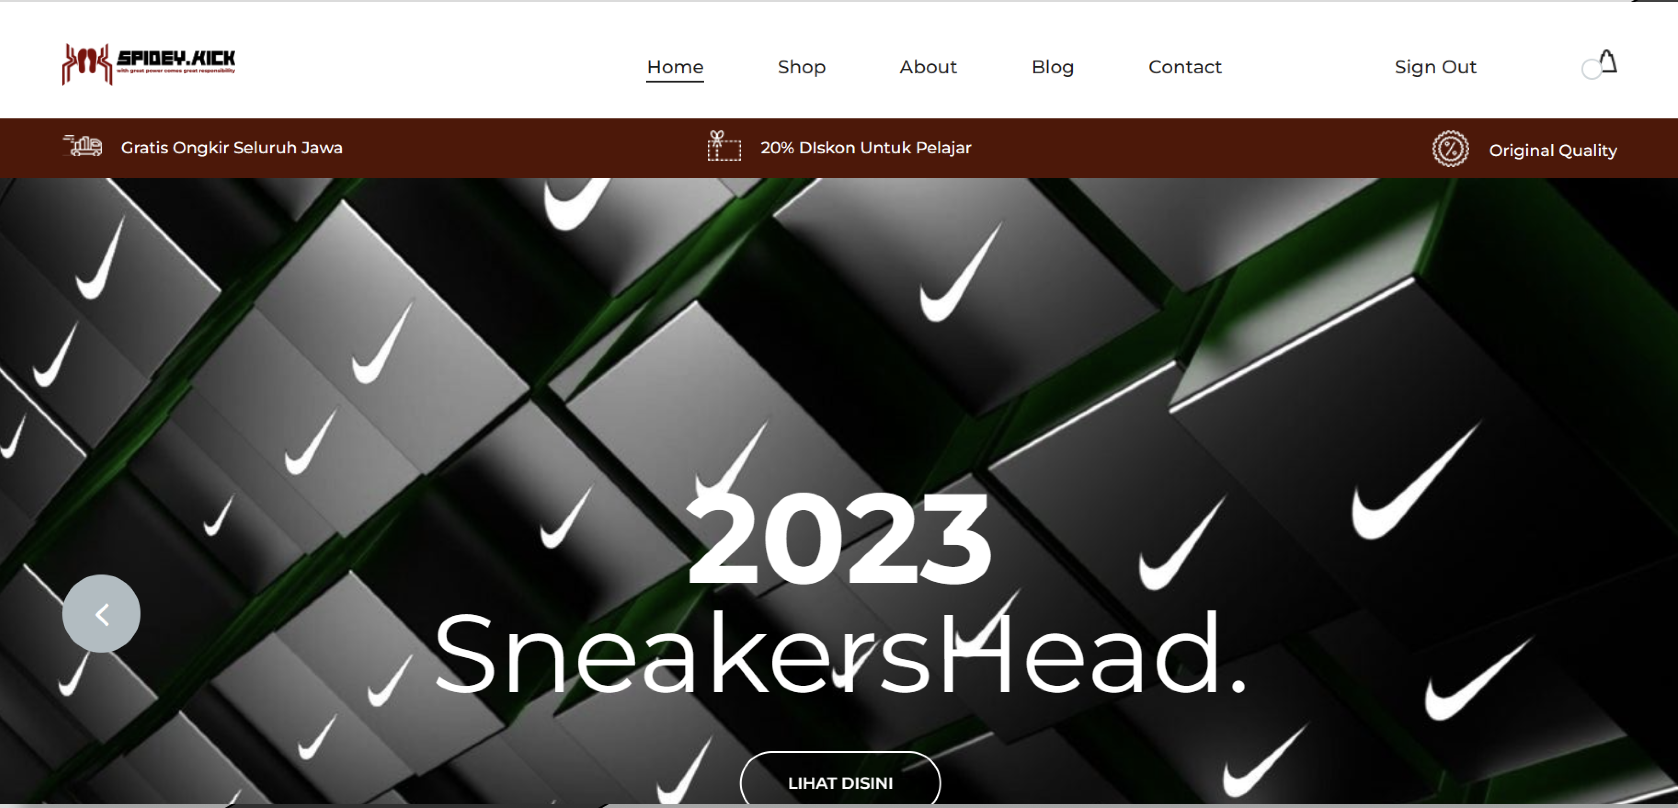 SPIDEY.KICK
with great power comes great responsibility
Home
Shop
About
Blog
Contact
Sign Out
Gratis Ongkir Seluruh Jawa
20% DIskon Untuk Pelajar
Original Quality
2023
SneakersHead.
LIHAT DISINI